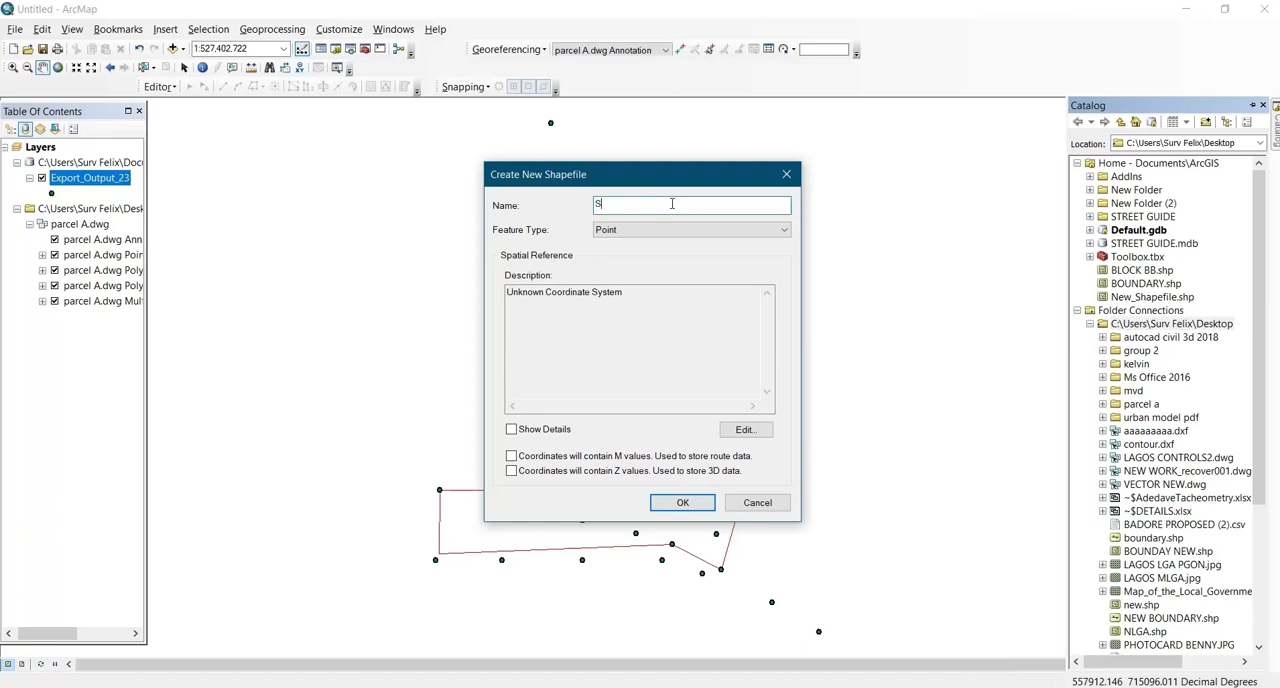 Untitled - ArcMap
File Edit View Bookmarks Insert Selection Geoprocessing Customize Windows Help
1:527,402,722 Georeferencing parcel A.dwg Annotation
Editor Snapping
Table Of Contents
Layers
C:\Users\Surv Felix\Doc
Export_Output_23
C:\Users\Surv Felix\Desk
parcel A.dwg
parcel A.dwg Ann
parcel A.dwg Poin
parcel A.dwg Poly
parcel A.dwg Poly
parcel A.dwg Mul
Create New Shapefile
Name: S
Feature Type: Point
Spatial Reference
Description:
Unknown Coordinate System
Show Details Edit...
Coordinates will contain M values. Used to store route data.
Coordinates will contain Z values. Used to store 3D data.
OK Cancel
Catalog
Location: C:\Users\Surv Felix\Desktop
Home - Documents\ArcGIS
AddIns
New Folder
New Folder (2)
STREET GUIDE
Default.gdb
STREET GUIDE.mdb
Toolbox.tbx
BLOCK BB.shp
BOUNDARY.shp
New_Shapefile.shp
Folder Connections
C:\Users\Surv Felix\Desktop
autocad civil 3d 2018
group 2
kelvin
Ms Office 2016
mvd
parcel a
urban model pdf
aaaaaaaaa.dxf
contour.dxf
LAGOS CONTROLS2.dwg
NEW WORK_recover001.dwg
VECTOR NEW.dwg
~$AdedaveTacheometry.xlsx
~$DETAILS.xlsx
BADORE PROPOSED (2).csv
boundary.shp
BOUNDAY NEW.shp
LAGOS LGA PGON.jpg
LAGOS MLGA.jpg
Map_of_the_Local_Governme
new.shp
NEW BOUNDARY.shp
NLGA.shp
PHOTOCARD BENNY.JPG
Catalog
557912.146 715096.011 Decimal Degrees